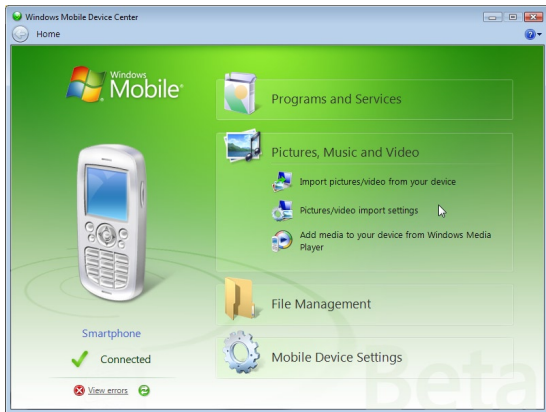 Windows Mobile Device Center
Home
Windows
Mobile®
Programs and Services
Pictures, Music and Video
Import pictures/video from your device
Pictures/video import settings
Add media to your device from Windows Media
Player
File Management
Smartphone
Connected
Mobile Device Settings
View errors
Beta